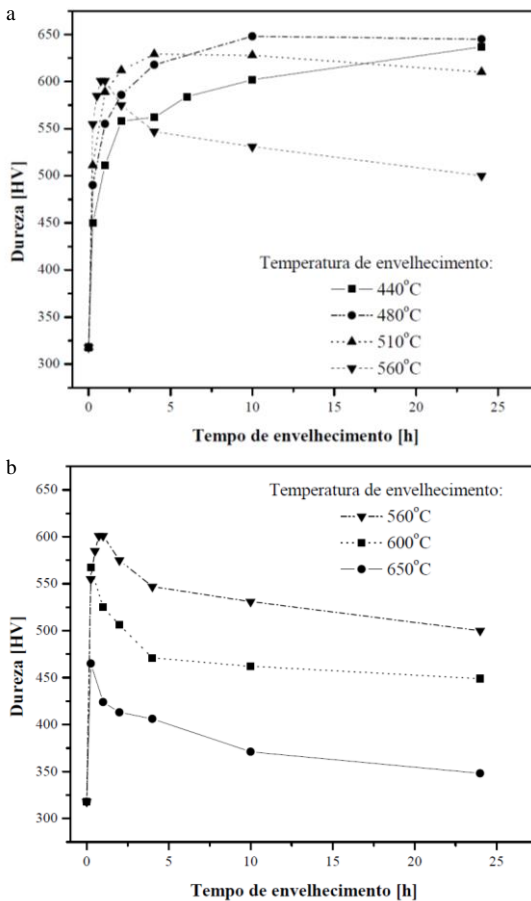 a
650
600
550
500
450
400
350
300
Dureza [HV]
Temperatura de envelhecimento:
440°C
480°C
510°C
560°C
0 5 10 15 20 25
Tempo de envelhecimento [h]
b
650
600
550
500
450
400
350
300
Dureza [HV]
Temperatura de envelhecimento:
560°C
600°C
650°C
0 5 10 15 20 25
Tempo de envelhecimento [h]